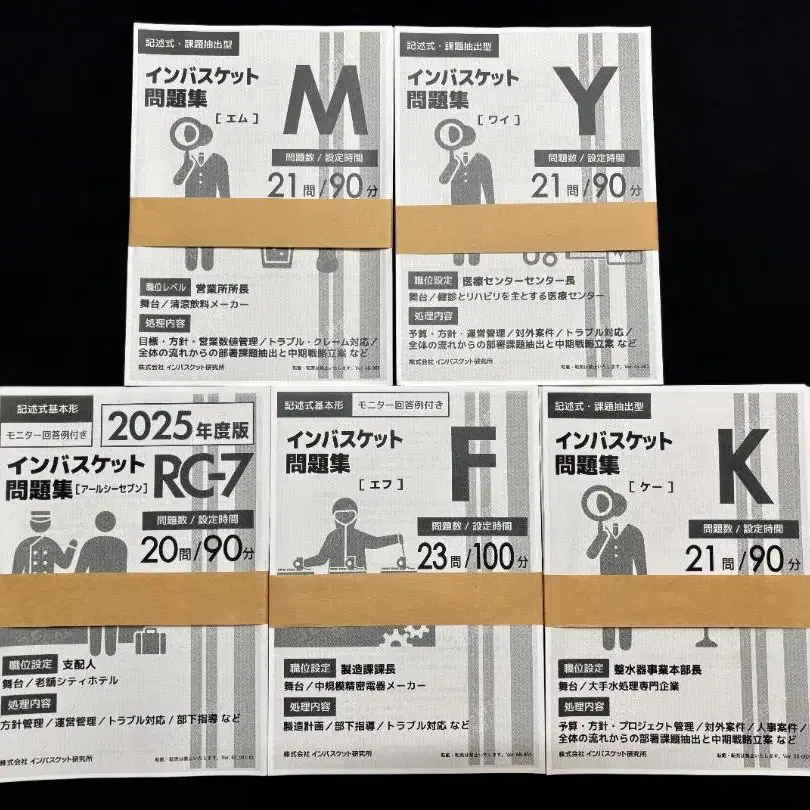 記述式・課題抽出型
インバスケット
問題集
[エム]
M
問題数/設定時間
21問/90分
職位レベル 営業所所長
舞台/清涼飲料メーカー
処理内容
目標・方針・営業数値管理/トラブル・クレーム対応/
全体の流れからの部署課題抽出と中期戦略立案 など
株式会社 インバスケット研究所
記述式・課題抽出型
インバスケット
問題集
[ワイ]
Y
問題数/設定時間
21問/90分
職位設定 医療センターセンター長
舞台/健診とリハビリを主とする医療センター
処理内容
予算・方針・運営管理/対外案件/トラブル対応/
全体の流れからの部署課題抽出と中期戦略立案 など
株式会社 インバスケット研究所
記述式基本形
モニター回答例付き
2025年度版
インバスケット
問題集[アールシーセブン]
RC-7
問題数/設定時間
20問/90分
職位設定 支配人
舞台/老舗シティホテル
処理内容
方針管理/運営管理/トラブル対応/部下指導 など
株式会社 インバスケット研究所
記述式基本形 モニター回答例付き
インバスケット
問題集
[エフ]
F
問題数/設定時間
23問/100分
職位設定 製造課課長
舞台/中規模精密電器メーカー
処理内容
製造計画/部下指導/トラブル対応 など
株式会社 インバスケット研究所
記述式・課題抽出型
インバスケット
問題集
[ケー]
K
問題数/設定時間
21問/90分
職位設定 整水器事業本部長
舞台/大手水処理専門企業
処理内容
予算・方針・プロジェクト管理/対外案件/人事案件/
全体の流れからの部署課題抽出と中期戦略立案 など
株式会社 インバスケット研究所